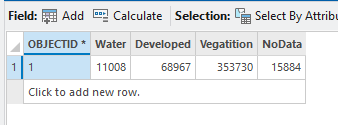 Field: Add Calculate Selection: Select By Attribu
OBJECTID * Water Developed Vegatition NoData
1 1 11008 68967 353730 15884
Click to add new row.